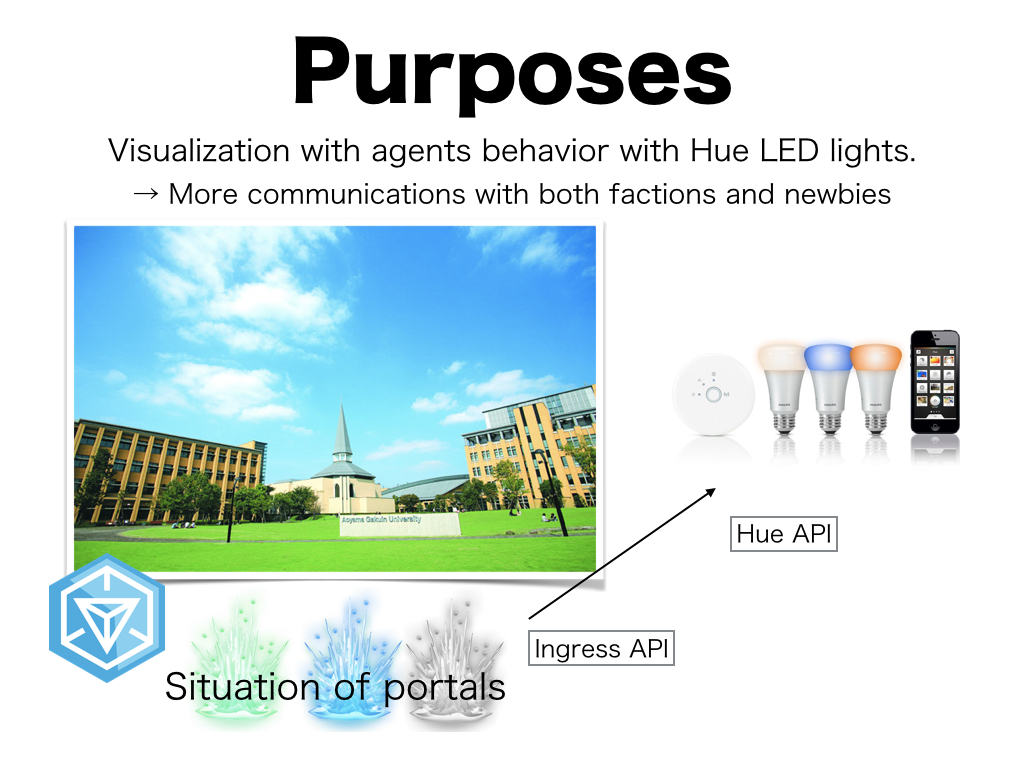 Purposes
Visualization with agents behavior with Hue LED lights.
→ More communications with both factions and newbies
Aoyama Gakuin University
Hue API
Ingress API
Situation of portals